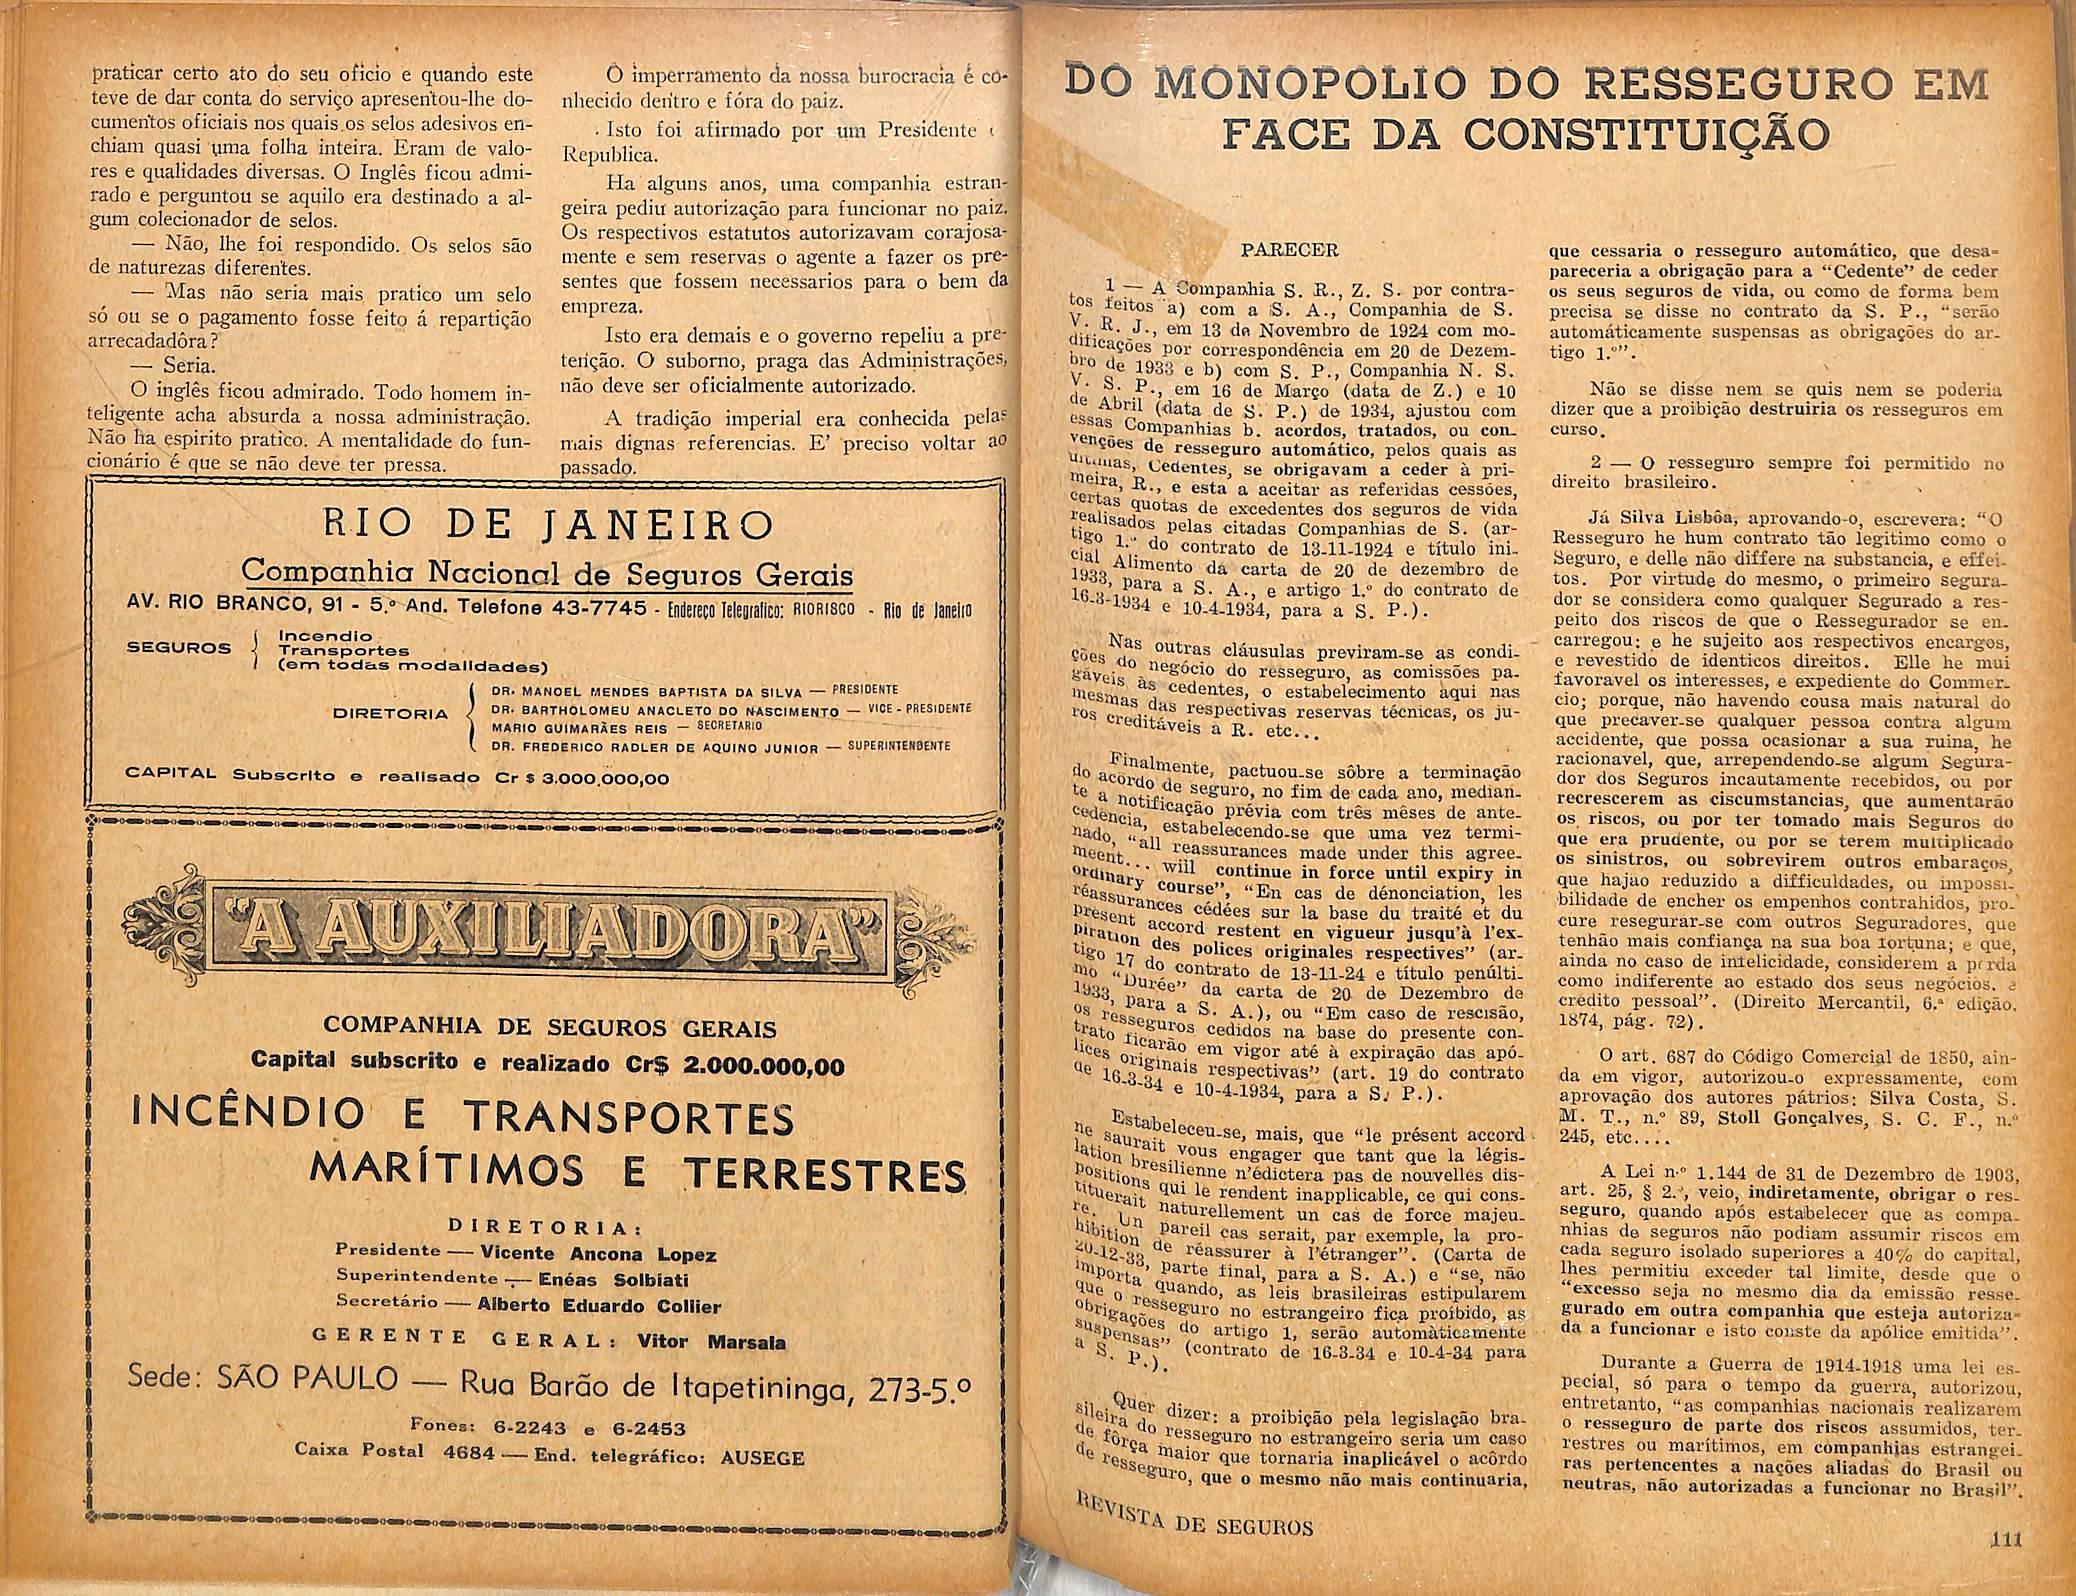 praticar certo ato do seu oficio e quando este
teve de dar conta do serviço apresentou-lhe do-
cumentos oficiais nos quais os selos adesivos en-
chiam quasi uma folha inteira. Eram de valo-
res e qualidades diversas. O Inglês ficou admi-
rado e perguntou se aquilo era destinado a al-
gum colecionador de selos.
— Não, lhe foi respondido. Os selos são
de naturezas diferentes.
— Mas não seria mais pratico um selo
só ou se o pagamento fosse feito á repartição
arrecadadôra?
— Seria.
O inglês ficou admirado. Todo homem in-
teligente acha absurda a nossa administração.
Não ha espirito pratico. A mentalidade do fun-
cionário é que se não deve ter pressa.
O imperramento da nossa burocracia é co-
nhecido dentro e fóra do paiz.
Isto foi afirmado por um Presidente
Republica.
Ha alguns anos, uma companhia estran-
geira pediu autorização para funcionar no paiz.
Os respectivos estatutos autorizavam corajosa-
mente e sem reservas o agente a fazer os pre-
sentes que fossem necessarios para o bem da
empreza.
Isto era demais e o governo repeliu a pre-
tenção. O suborno, praga das Administrações,
não deve ser oficialmente autorizado.
A tradição imperial era conhecida pelas
mais dignas referencias. E' preciso voltar ao
passado.
RIO DE JANEIRO
Companhia Nacional de Seguros Gerais
AV. RIO BRANCO, 91 - 5.º And. Telefone 43-7745 - Endereço Telegrafico: RIORISCO - Rio de Janeiro
SEGUROS { Incendio
Transportes
(em todas modalidades)
DIRETORIA { DR. MANOEL MENDES BAPTISTA DA SILVA — PRESIDENTE
DR. BARTHOLOMEU ANACLETO DO NASCIMENTO — VICE-PRESIDENTE
MARIO GUIMARÃES REIS — SECRETARIO
DR. FREDERICO RADLER DE AQUINO JUNIOR — SUPERINTENDENTE
CAPITAL Subscrito e realisado Cr $ 3.000.000,00
"A AUXILIADORA"
COMPANHIA DE SEGUROS GERAIS
Capital subscrito e realizado Cr$ 2.000.000,00
INCÊNDIO E TRANSPORTES
MARÍTIMOS E TERRESTRES
DIRETORIA:
Presidente — Vicente Ancona Lopez
Superintendente — Enéas Solbiati
Secretário — Alberto Eduardo Collier
GERENTE GERAL: Vitor Marsala
Sede: SÃO PAULO — Rua Barão de Itapetininga, 273-5.º
Fones: 6-2243 e 6-2453
Caixa Postal 4684 — End. telegráfico: AUSEGE
DO MONOPOLIO DO RESSEGURO EM
FACE DA CONSTITUIÇÃO
PARECER
1 — A Companhia S. R., Z. S. por contra-
tos feitos a) com a S. A., Companhia de S.
V. R. J., em 13 de Novembro de 1924 com mo-
dificações por correspondência em 20 de Dezem-
bro de 1933 e b) com S. P., Companhia N. S.
V. S. P., em 16 de Março (data de Z.) e 10
de Abril (data de S. P.) de 1934, ajustou com
essas Companhias b. acordos, tratados, ou con-
venções de resseguro automático, pelos quais as
ultimas, Cedentes, se obrigavam a ceder à pri-
meira, R., e esta a aceitar as referidas cessões,
certas quotas de excedentes dos seguros de vida
realisados pelas citadas Companhias de S. (ar-
tigo 1.º do contrato de 13-11-1924 e título ini-
cial Alimento da carta de 20 de dezembro de
1933, para a S. A., e artigo 1.º do contrato de
16-3-1934 e 10-4-1934, para a S. P.).
Nas outras cláusulas previram-se as condi-
ções do negócio do resseguro, as comissões pa-
gáveis às cedentes, o estabelecimento aqui nas
mesmas das respectivas reservas técnicas, os ju-
ros creditáveis a R. etc...
Finalmente, pactuou-se sôbre a terminação
do acôrdo de seguro, no fim de cada ano, median-
te a notificação prévia com três mêses de ante-
cedência, estabelecendo-se que uma vez termi-
nado, "all reassurances made under this agree-
meent... will continue in force until expiry in
ordinary course", "En cas de dénonciation, les
réassurances cédées sur la base du traité et du
présent accord restent en vigueur jusqu'à l'ex-
piration des polices originales respectives" (ar-
tigo 17 do contrato de 13-11-24 e título penúlti-
mo "Durée" da carta de 20 de Dezembro de
1933, para a S. A.), ou "Em caso de rescisão,
os resseguros cedidos na base do presente con-
trato ficarão em vigor até à expiração das apó-
lices originais respectivas" (art. 19 do contrato
de 16-3-34 e 10-4-1934, para a S. P.).
Estabeleceu-se, mais, que "le présent accord
ne saurait vous engager que tant que la légis-
lation brèsilienne n'édictera pas de nouvelles dis-
positions qui le rendent inapplicable, ce qui cons-
tituerait naturellement un cas de force majeu-
re. Un pareil cas serait, par exemple, la pro-
hibition de réassurer à l'étranger". (Carta de
20-12-33, parte final, para a S. A.) e "se, não
importa quando, as leis brasileiras estipularem
que o resseguro no estrangeiro fica proíbido, as
obrigações do artigo 1, serão automàticamente
suspensas" (contrato de 16-3-34 e 10-4-34 para
a S. P.).
Quer dizer: a proibição pela legislação bra-
sileira do resseguro no estrangeiro seria um caso
de fôrça maior que tornaria inaplicável o acôrdo
de resseguro, que o mesmo não mais continuaria,
REVISTA DE SEGUROS
que cessaria o resseguro automático, que desa-
pareceria a obrigação para a "Cedente" de ceder
os seus seguros de vida, ou como de forma bem
precisa se disse no contrato da S. P., "serão
automáticamente suspensas as obrigações do ar-
tigo 1.º".
Não se disse nem se quis nem se poderia
dizer que a proibição destruiria os resseguros em
curso.
2 — O resseguro sempre foi permitido no
direito brasileiro.
Já Silva Lisbôa, aprovando-o, escrevera: "O
Resseguro he hum contrato tão legitimo como o
Seguro, e delle não differe na substancia, e effei-
tos. Por virtude do mesmo, o primeiro segura-
dor se considera como qualquer Segurado a res-
peito dos riscos de que o Ressegurador se en-
carregou; e he sujeito aos respectivos encargos,
e revestido de identicos direitos. Elle he mui
favoravel os interesses, e expediente do Commer-
cio; porque, não havendo cousa mais natural do
que precaver-se qualquer pessoa contra algum
accidente, que possa ocasionar a sua ruina, he
racionavel, que, arrependendo-se algum Segura-
dor dos Seguros incautamente recebidos, ou por
recrescerem as ciscumstancias, que aumentarão
os riscos, ou por ter tomado mais Seguros do
que era prudente, ou por se terem multiplicado
os sinistros, ou sobrevirem outros embaraços,
que hajão reduzido a difficuldades, ou impossi-
bilidade de encher os empenhos contrahidos, pro-
cure resegurar-se com outros Seguradores, que
tenhão mais confiança na sua boa fortuna; e que,
ainda no caso de infelicidade, considerem a perda
como indiferente ao estado dos seus negócios. e
crédito pessoal". (Direito Mercantil, 6.ª edição.
1874, pág. 72).
O art. 687 do Código Comercial de 1850, ain-
da em vigor, autorizou-o expressamente, com
aprovação dos autores pátrios: Silva Costa, S.
M. T., n.º 89, Stoll Gonçalves, S. C. F., n.º
245, etc....
A Lei n.º 1.144 de 31 de Dezembro de 1903,
art. 25, § 2.º, veio, indiretamente, obrigar o res-
seguro, quando após estabelecer que as compa-
nhias de seguros não podiam assumir riscos em
cada seguro isolado superiores a 40% do capital,
lhes permitiu exceder tal limite, desde que o
"excesso seja no mesmo dia da emissão resse-
gurado em outra companhia que esteja autoriza-
da a funcionar e isto conste da apólice emitida".
Durante a Guerra de 1914-1918 uma lei es-
pecial, só para o tempo da guerra, autorizou,
entretanto, "as companhias nacionais realizarem
o resseguro de parte dos riscos assumidos, ter-
restres ou marítimos, em companhias estrangei-
ras pertencentes a nações aliadas do Brasil ou
neutras, não autorizadas a funcionar no Brasil".
111